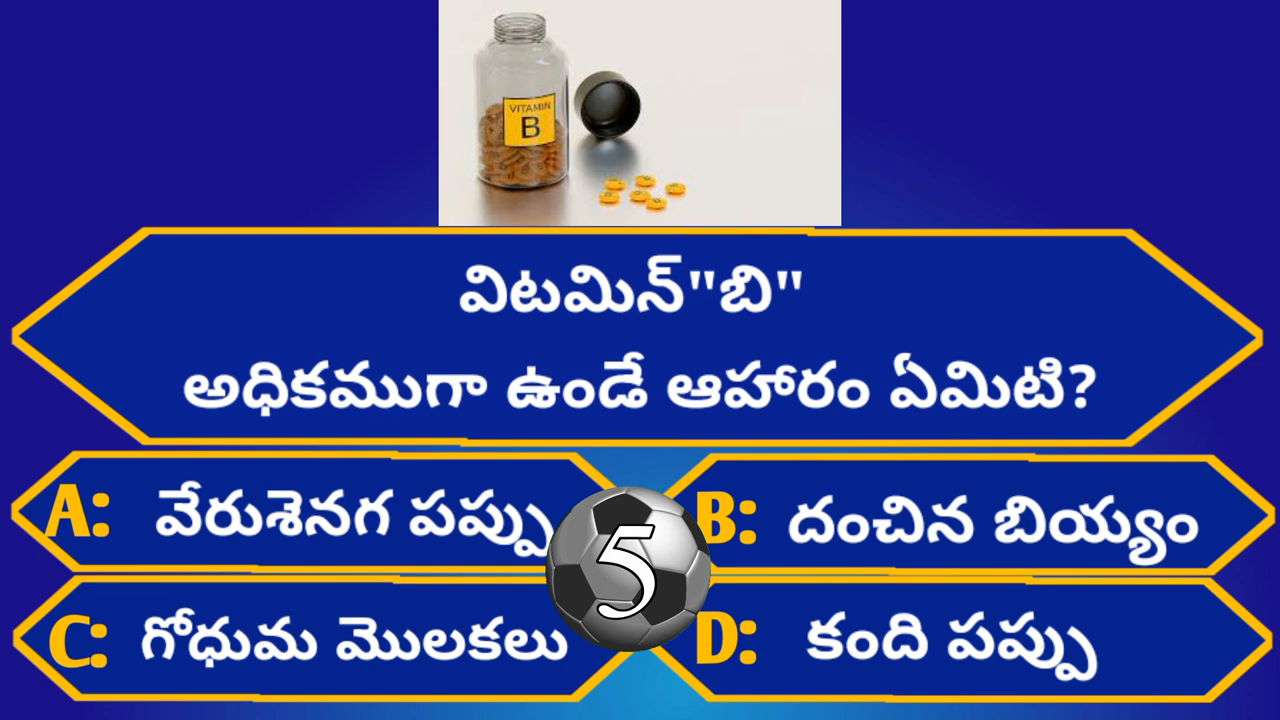 VITAMIN
B
విటమిన్"బి"
అధికముగా ఉండే ఆహారం ఏమిటి?
A: వేరుశెనగ పప్పు
B: దంచిన బియ్యం
5
C: గోధుమ మొలకలు
D: కంది పప్పు